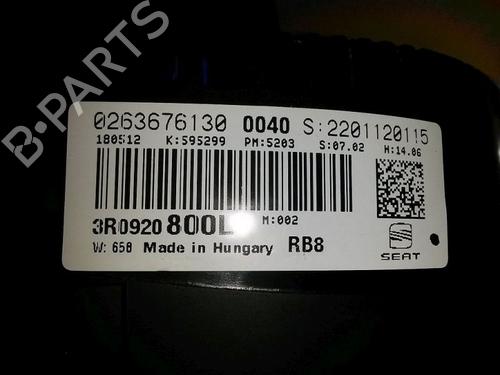 B-PARTS
0263676130 0040 S:2201120115
180512 K:595299 PM:5203 S:07.02 H:14.06
3R0920 800L M:002
W: 658 Made in Hungary RB8
SEAT